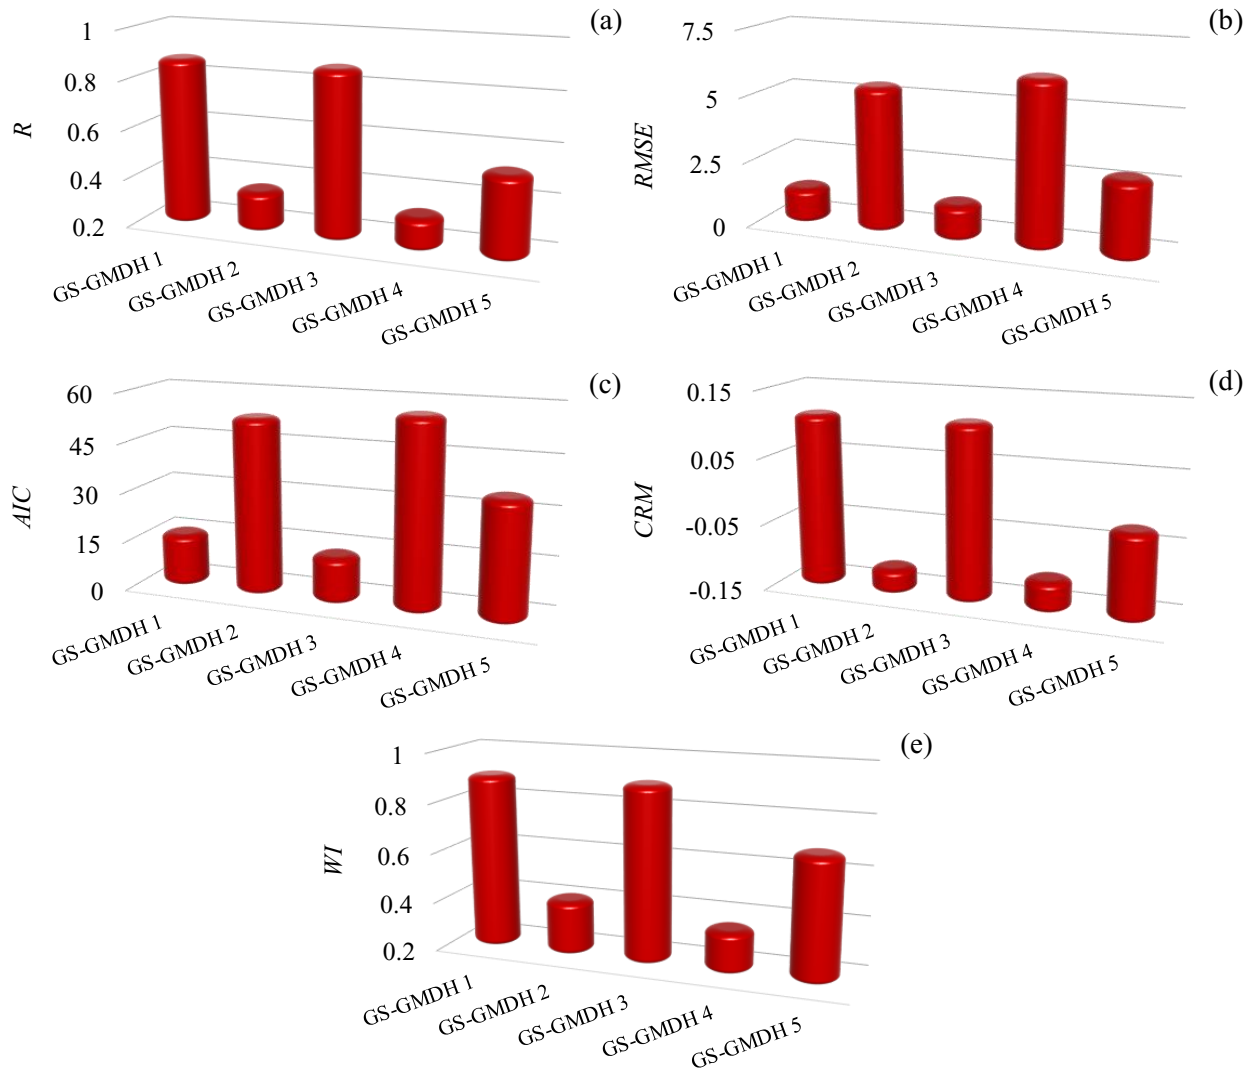 (a)
1
0.8
0.6
0.4
0.2
R
GS-GMDH 1
GS-GMDH 2
GS-GMDH 3
GS-GMDH 4
GS-GMDH 5
(b)
7.5
5
2.5
0
RMSE
GS-GMDH 1
GS-GMDH 2
GS-GMDH 3
GS-GMDH 4
GS-GMDH 5
(c)
60
45
30
15
0
AIC
GS-GMDH 1
GS-GMDH 2
GS-GMDH 3
GS-GMDH 4
GS-GMDH 5
(d)
0.15
0.05
-0.05
-0.15
CRM
GS-GMDH 1
GS-GMDH 2
GS-GMDH 3
GS-GMDH 4
GS-GMDH 5
(e)
1
0.8
0.6
0.4
0.2
WI
GS-GMDH 1
GS-GMDH 2
GS-GMDH 3
GS-GMDH 4
GS-GMDH 5